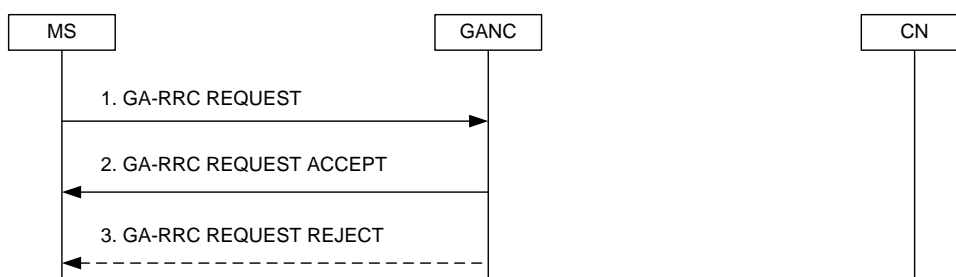 MS
GANC
CN
1. GA-RRC REQUEST
2. GA-RRC REQUEST ACCEPT
3. GA-RRC REQUEST REJECT